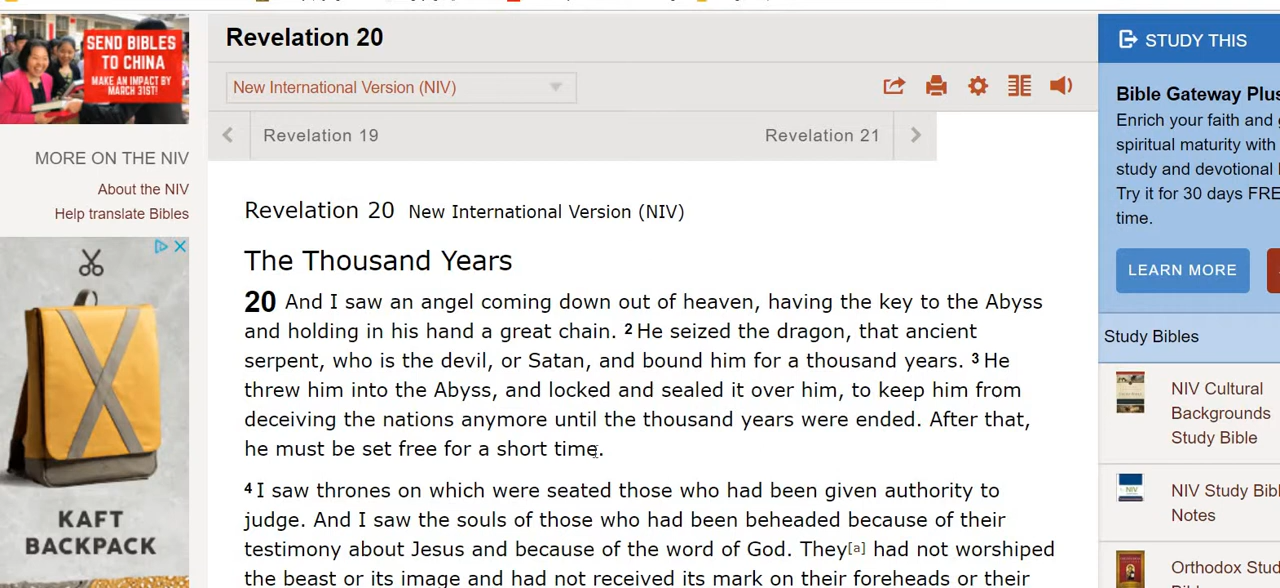 SEND BIBLES
TO CHINA
MAKE AN IMPACT BY
MARCH 31ST!
MORE ON THE NIV
About the NIV
Help translate Bibles
KAFT
BACKPACK
Revelation 20
New International Version (NIV)
Revelation 19
Revelation 21
Revelation 20 New International Version (NIV)
The Thousand Years
20 And I saw an angel coming down out of heaven, having the key to the Abyss
and holding in his hand a great chain. 2 He seized the dragon, that ancient
serpent, who is the devil, or Satan, and bound him for a thousand years. 3 He
threw him into the Abyss, and locked and sealed it over him, to keep him from
deceiving the nations anymore until the thousand years were ended. After that,
he must be set free for a short time.
4 I saw thrones on which were seated those who had been given authority to
judge. And I saw the souls of those who had been beheaded because of their
testimony about Jesus and because of the word of God. They[a] had not worshiped
the beast or its image and had not received its mark on their foreheads or their
STUDY THIS
Bible Gateway Plus
Enrich your faith and
spiritual maturity with
study and devotional
Try it for 30 days FRE
time.
LEARN MORE
Study Bibles
NIV Cultural
Backgrounds
Study Bible
NIV Study Bib
Notes
Orthodox Stud